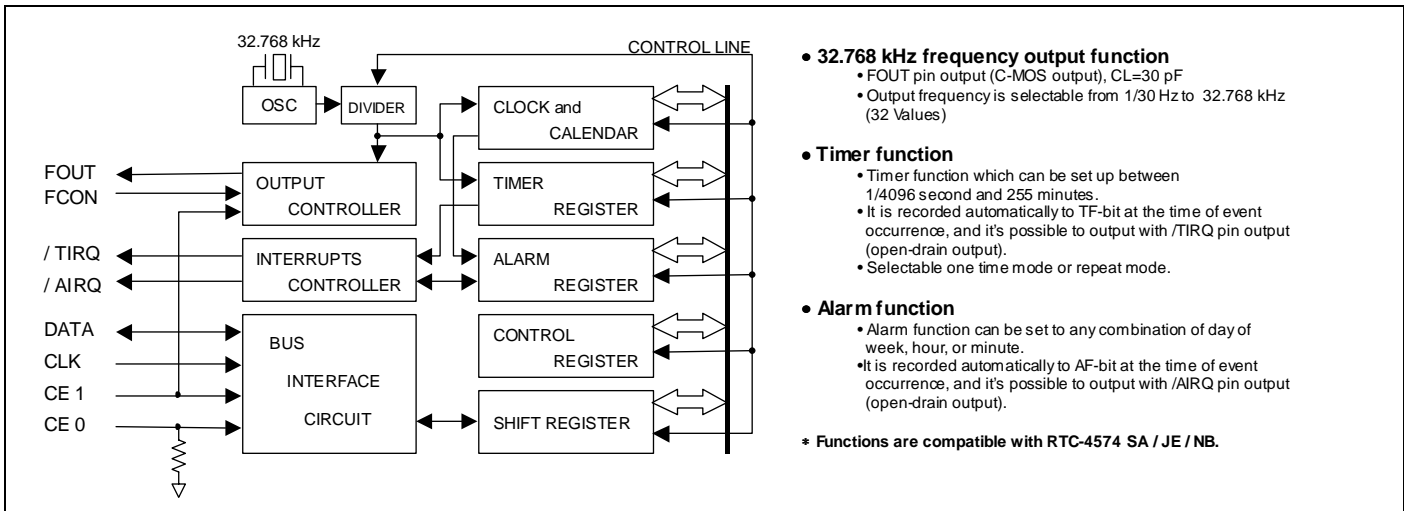 32.768 kHz
CONTROL LINE
OSC
DIVIDER
CLOCK and
CALENDAR
FOUT
FCON
OUTPUT
CONTROLLER
TIMER
REGISTER
/ TIRQ
/ AIRQ
INTERRUPTS
CONTROLLER
ALARM
REGISTER
DATA
CLK
CE 1
CE 0
BUS
INTERFACE
CIRCUIT
CONTROL
REGISTER
SHIFT REGISTER
• 32.768 kHz frequency output function
• FOUT pin output (C-MOS output), CL=30 pF
• Output frequency is selectable from 1/30 Hz to 32.768 kHz
(32 Values)
• Timer function
• Timer function which can be set up between
1/4096 second and 255 minutes.
• It is recorded automatically to TF-bit at the time of event
occurrence, and it's possible to output with /TIRQ pin output
(open-drain output).
• Selectable one time mode or repeat mode.
• Alarm function
• Alarm function can be set to any combination of day of
week, hour, or minute.
•It is recorded automatically to AF-bit at the time of event
occurrence, and it's possible to output with /AIRQ pin output
(open-drain output).
* Functions are compatible with RTC-4574 SA / JE / NB.